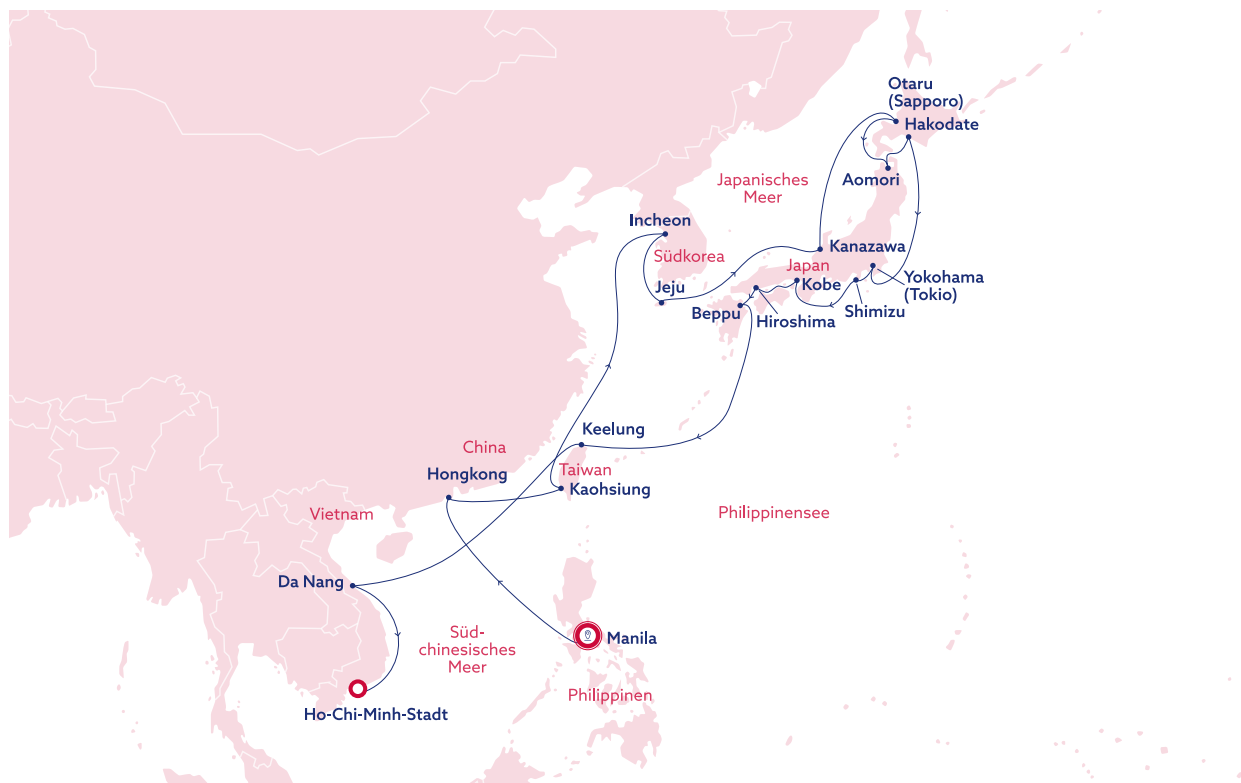 Otaru
(Sapporo)
Hakodate
Aomori
Japanisches
Meer
Incheon
Südkorea
Kanazawa
Japan
Jeju
Kobe
Yokohama
(Tokio)
Beppu
Hiroshima
Shimizu
Keelung
China
Taiwan
Hongkong
Kaohsiung
Vietnam
Philippinensee
Da Nang
Süd-
chinesisches
Meer
Manila
Philippinen
Ho-Chi-Minh-Stadt